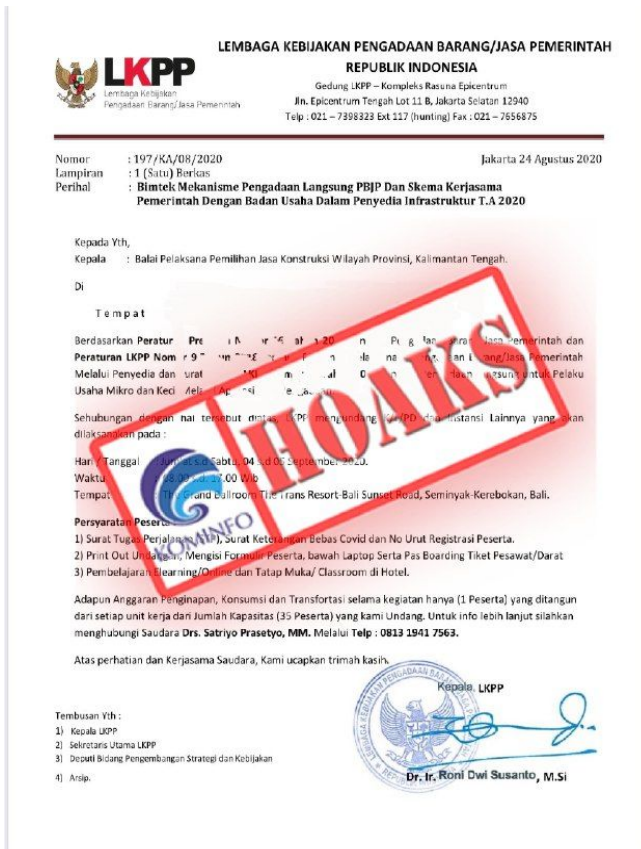 LEMBAGA KEBIJAKAN PENGADAAN BARANG/JASA PEMERINTAH
REPUBLIK INDONESIA
LKPP
Lembaga Kebijakan
Pengadaan Barang/Jasa Pemerintah
Gedung LKPP – Kompleks Rasuna Epicentrum
Jln. Epicentrum Tengah Lot 11 B, Jakarta Selatan 12940
Telp : 021 – 7398323 Ext 117 (hunting) Fax : 021 – 7656875
Nomor : 197/KA/08/2020 Jakarta 24 Agustus 2020
Lampiran : 1 (Satu) Berkas
Perihal : Bimtek Mekanisme Pengadaan Langsung PBJP Dan Skema Kerjasama
Pemerintah Dengan Badan Usaha Dalam Penyedia Infrastruktur T.A 2020
Kepada Yth,
Kepala : Balai Pelaksana Pemilihan Jasa Konstruksi Wilayah Provinsi, Kalimantan Tengah.
Di
Tempat
Berdasarkan Jasa Pemerintah dan
Peraturan LKPP Barang/Jasa Pemerintah
Melalui Penyedia dan untuk Pelaku
Usaha Mikro dan
Sehubungan dengan hal tersebut diatas, LKPP mengundang dan Instansi Lainnya yang akan
dilaksanakan pada :
Hari / Tanggal s.d Sabtu, 04 s.d 05 September 2020.
Waktu 17.00 Wib
Tempat Grand Ballroom The Trans Resort-Bali Sunset Road, Seminyak-Kerebokan, Bali.
HOAKS
KOMINFO
Persyaratan Peserta
1) Surat Tugas Surat Keterangan Bebas Covid dan No Urut Registrasi Peserta.
2) Print Out Undangan, Mengisi Formulir Peserta, bawah Laptop Serta Pas Boarding Tiket Pesawat/Darat
3) Pembelajaran Elearning/Online dan Tatap Muka/ Classroom di Hotel.
Adapun Anggaran Penginapan, Konsumsi dan Transfortasi selama kegiatan hanya (1 Peserta) yang ditangun
dari setiap unit kerja dari Jumlah Kapasitas (35 Peserta) yang kami Undang. Untuk info lebih lanjut silahkan
menghubungi Saudara Drs. Satriyo Prasetyo, MM. Melalui Telp : 0813 1941 7563.
Atas perhatian dan Kerjasama Saudara, Kami ucapkan trimah kasih.
Kepala, LKPP
Tembusan Yth :
1) Kepala LKPP
2) Sekretaris Utama LKPP
3) Deputi Bidang Pengembangan Strategi dan Kebijakan
4) Arsip.
Dr. Ir. Roni Dwi Susanto, M.Si